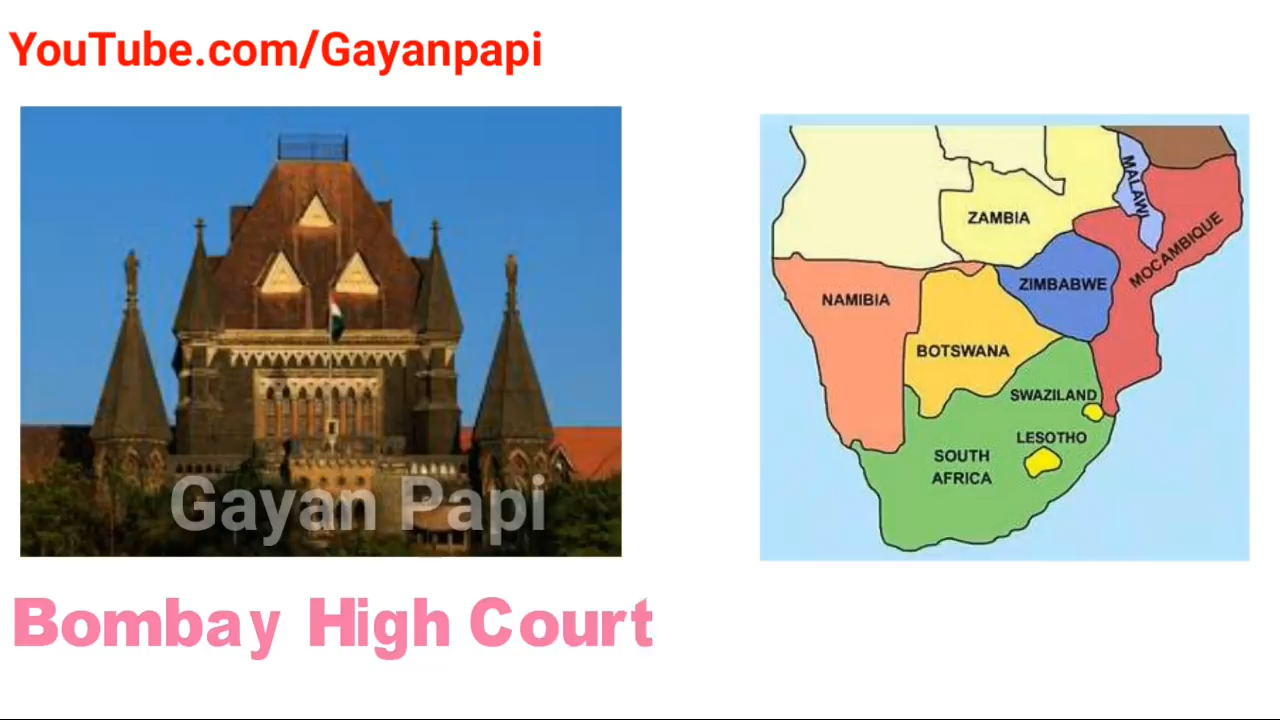 YouTube.com/Gayanpapi
Gayan Papi
Bombay High Court
ZAMBIA
MALAWI
MOCAMBIQUE
ZIMBABWE
NAMIBIA
BOTSWANA
SWAZILAND
LESOTHO
SOUTH
AFRICA